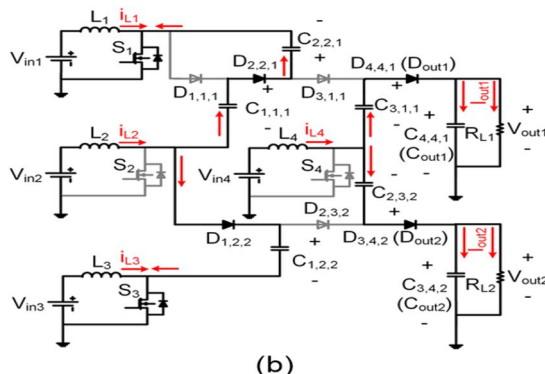 L1 iL1 -
S1 C2,2,1
Vin1 D2,2,1 + D4,4,1 (Dout1)
D1,1,1 + D3,1,1 +
C1,1,1 C3,1,1 Iout1
L2 iL2 - L4 iL4 - + +
S2 S4 C4,4,1 RL1 Vout1
Vin2 Vin4 - - (Cout1) -
C2,3,2 -
D2,3,2 +
D1,2,2 + D3,4,2 (Dout2)
L3 iL3 C1,2,2 Iout2
S3 - + +
Vin3 C3,4,2 RL2 Vout2
(Cout2) -
-
(b)